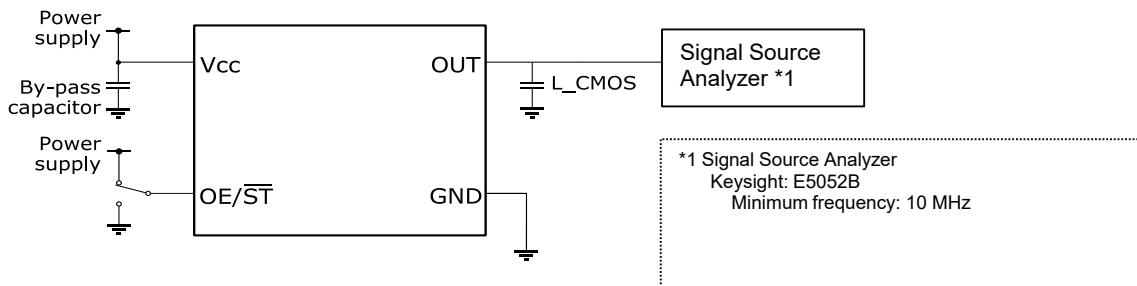 Power
supply
By-pass
capacitor
Power
supply
Vcc
OE/S̅T̅
OUT
GND
L_CMOS
Signal Source
Analyzer *1
*1 Signal Source Analyzer
Keysight: E5052B
Minimum frequency: 10 MHz